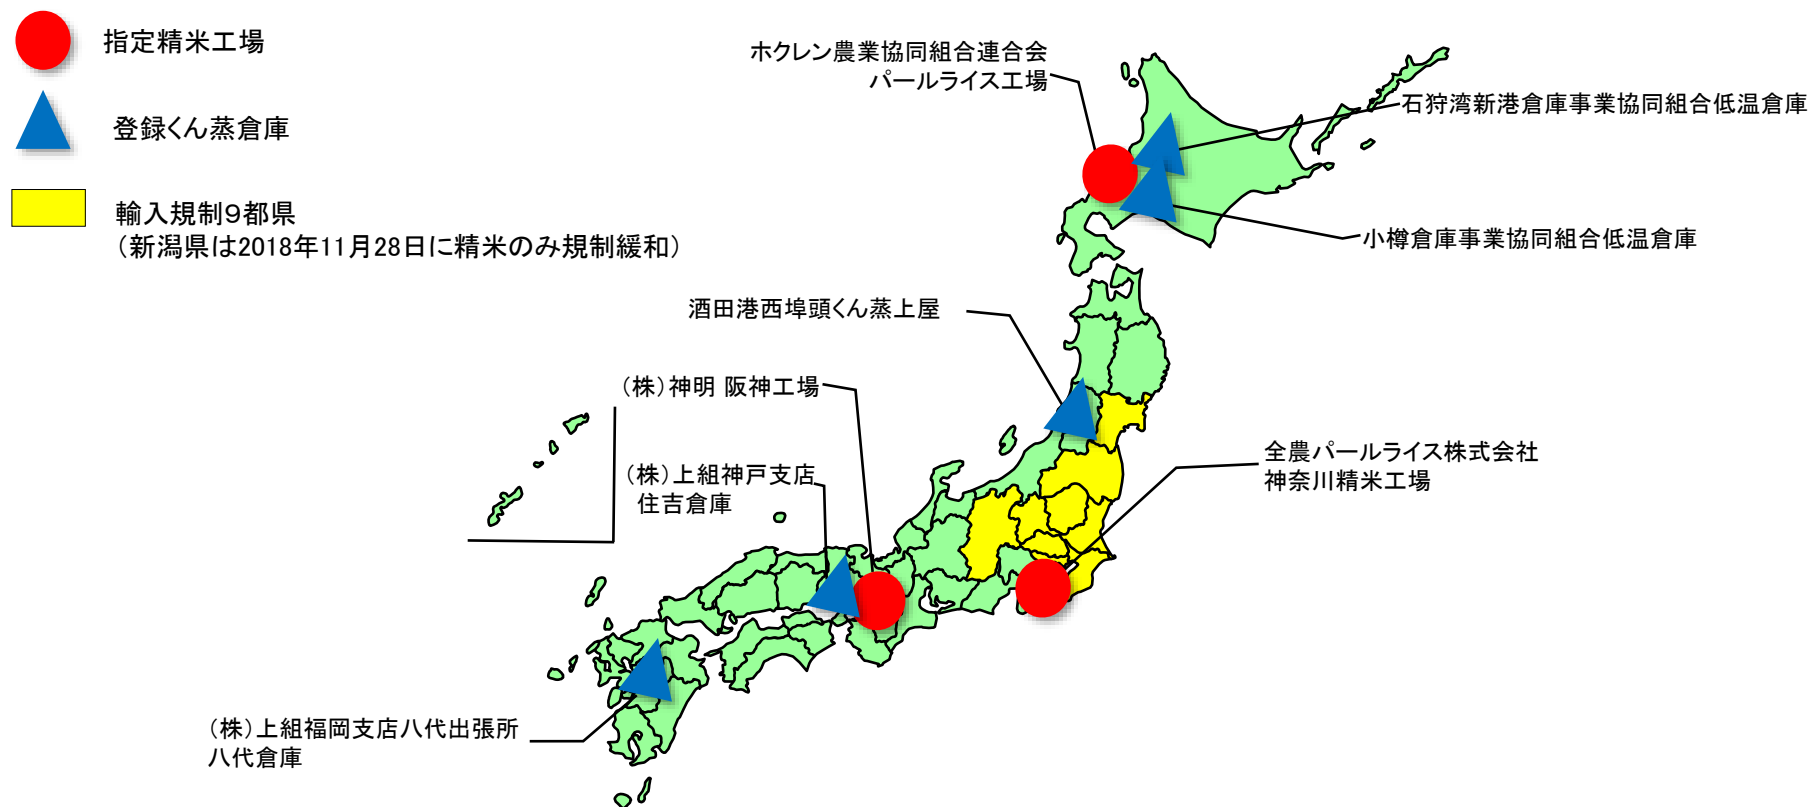 指定精米工場
登録くん蒸倉庫
輸入規制9都県
（新潟県は2018年11月28日に精米のみ規制緩和）
ホクレン農業協同組合連合会
パールライス工場
石狩湾新港倉庫事業協同組合低温倉庫
小樽倉庫事業協同組合低温倉庫
酒田港西埠頭くん蒸上屋
（株）神明 阪神工場
（株）上組神戸支店
住吉倉庫
全農パールライス株式会社
神奈川精米工場
（株）上組福岡支店八代出張所
八代倉庫